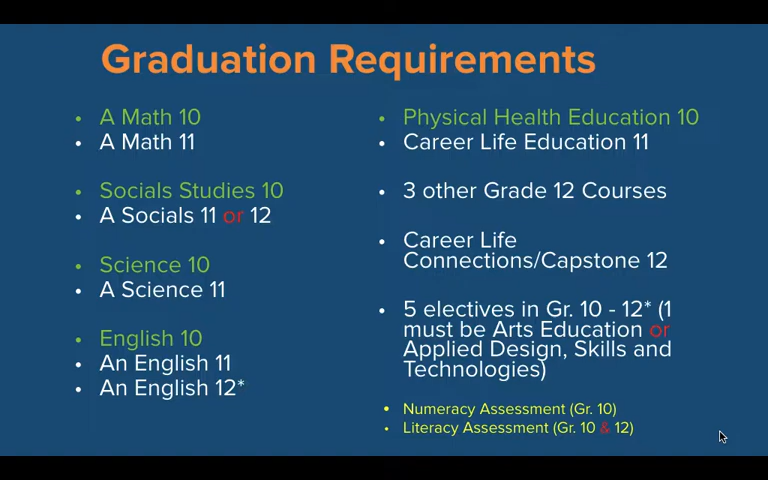 Graduation Requirements
• A Math 10
• A Math 11
• Socials Studies 10
• A Socials 11 or 12
• Science 10
• A Science 11
• English 10
• An English 11
• An English 12*
• Physical Health Education 10
• Career Life Education 11
• 3 other Grade 12 Courses
• Career Life
Connections/Capstone 12
• 5 electives in Gr. 10 - 12* (1
must be Arts Education or
Applied Design, Skills and
Technologies)
• Numeracy Assessment (Gr. 10)
• Literacy Assessment (Gr. 10 & 12)